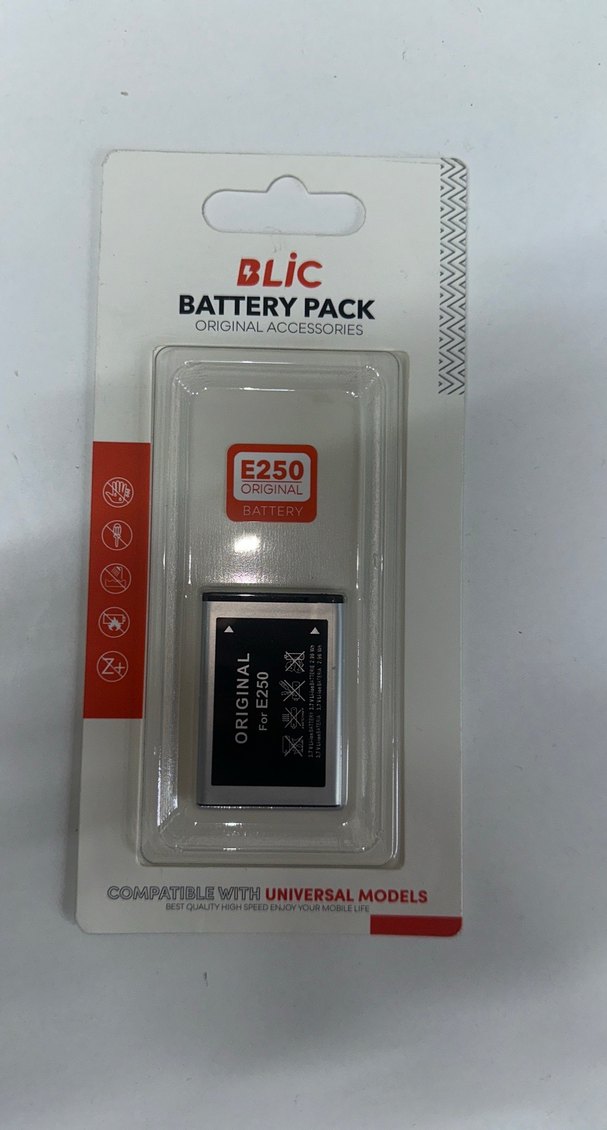 BLiC
BATTERY PACK
ORIGINAL ACCESSORIES
E250
ORIGINAL
BATTERY
Z+
ORIGINAL
For E250
COMPATIBLE WITH UNIVERSAL MODELS
BEST QUALITY HIGH SPEED ENJOY YOUR MOBILE LIFE